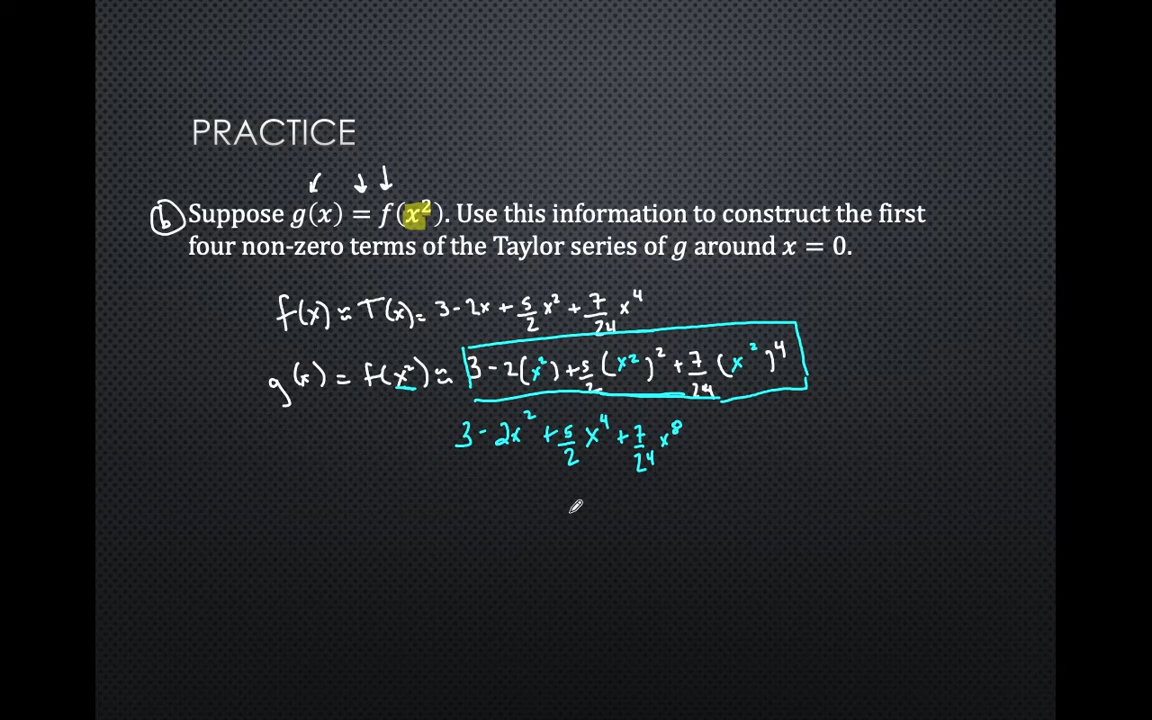 PRACTICE
b Suppose g(x) = f(x²). Use this information to construct the first
four non-zero terms of the Taylor series of g around x = 0.
f(x) ≈ T(x) = 3 - 2x + 5/2 x² + 7/24 x⁴
g(x) = f(x²) ≈ 3 - 2(x²) + 5/2 (x²)² + 7/24 (x²)⁴
3 - 2x² + 5/2 x⁴ + 7/24 x⁸